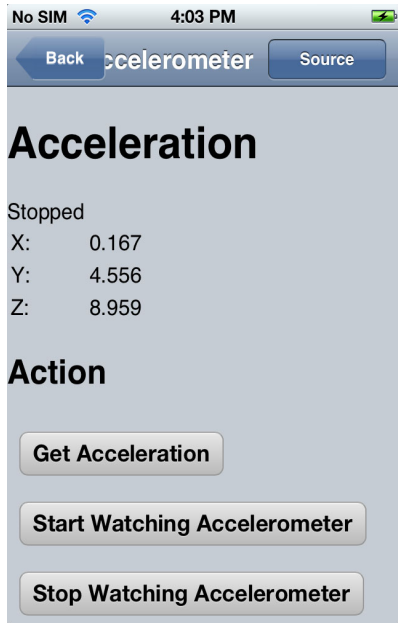 No SIM 4:03 PM
Back ccelerometer Source
Acceleration
Stopped
X: 0.167
Y: 4.556
Z: 8.959
Action
Get Acceleration
Start Watching Accelerometer
Stop Watching Accelerometer